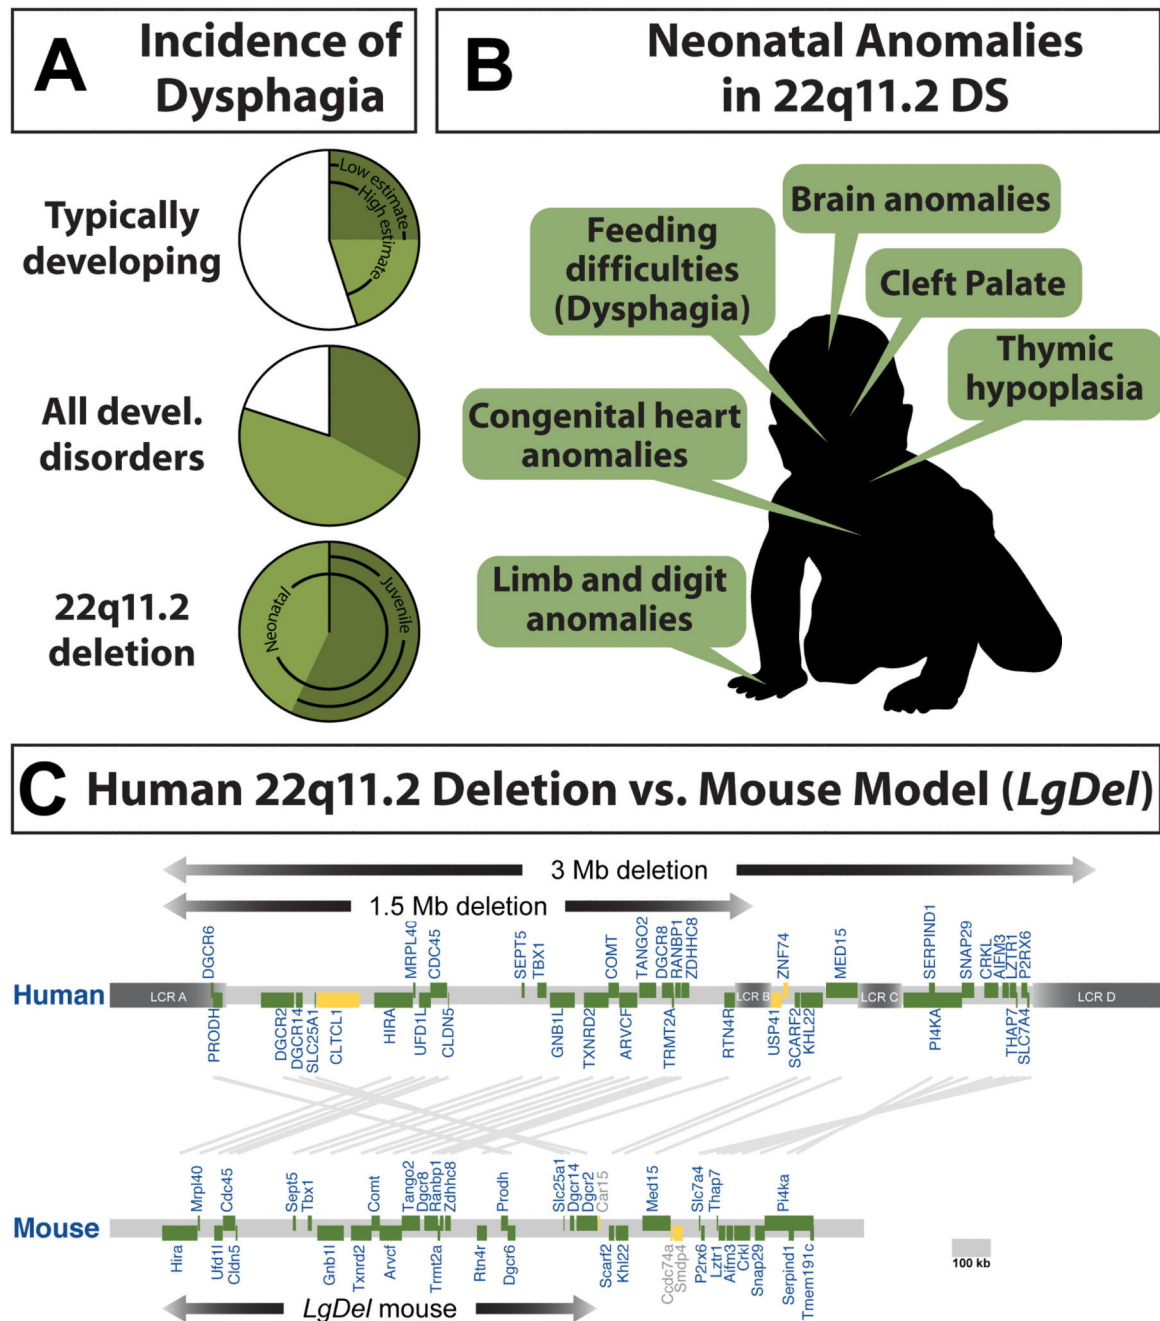 A
Incidence of
Dysphagia
Typically
developing
Low estimate
High estimate
All devel.
disorders
22q11.2
deletion
Neonatal
Juvenile
B
Neonatal Anomalies
in 22q11.2 DS
Brain anomalies
Feeding
difficulties
(Dysphagia)
Cleft Palate
Thymic
hypoplasia
Congenital heart
anomalies
Limb and digit
anomalies
C Human 22q11.2 Deletion vs. Mouse Model (LgDel)
3 Mb deletion
1.5 Mb deletion
DGCR6
MRPL40
CDC45
SEPT5
TBX1
COMT
TANGO2
DGCR8
RANBP1
ZDHHC8
ZNF74
MED15
SERPIND1
SNAP29
CRKL
AIFM3
LZTR1
P2RX6
Human
LCR A
LCR B
LCR C
LCR D
PRODH
DGCR2
DGCR14
SLC25A1
CLTCL1
HIRA
UFD1L
CLDN5
GNB1L
TXNRD2
ARVCF
TRMT2A
RTN4R
USP41
SCARF2
KHL22
PI4KA
THAP7
SLC7A4
Mrpl40
Cdc45
Sept5
Tbx1
Comt
Tango2
Dgcr8
Ranbp1
Zdhhc8
Prodh
Slc25a1
Dgcr14
Dgcr2
Car15
Med15
Slc7a4
Thap7
Pi4ka
Mouse
Hira
Ufd1l
Cldn5
Gnb1l
Txnrd2
Arvcf
Trmt2a
Rtn4r
Dgcr6
Scarf2
Khl22
Ccdc74a
Smdp4
P2rx6
Lztr1
Aifm3
Crkl
Snap29
Serpind1
Tmem191c
100 kb
LgDel mouse